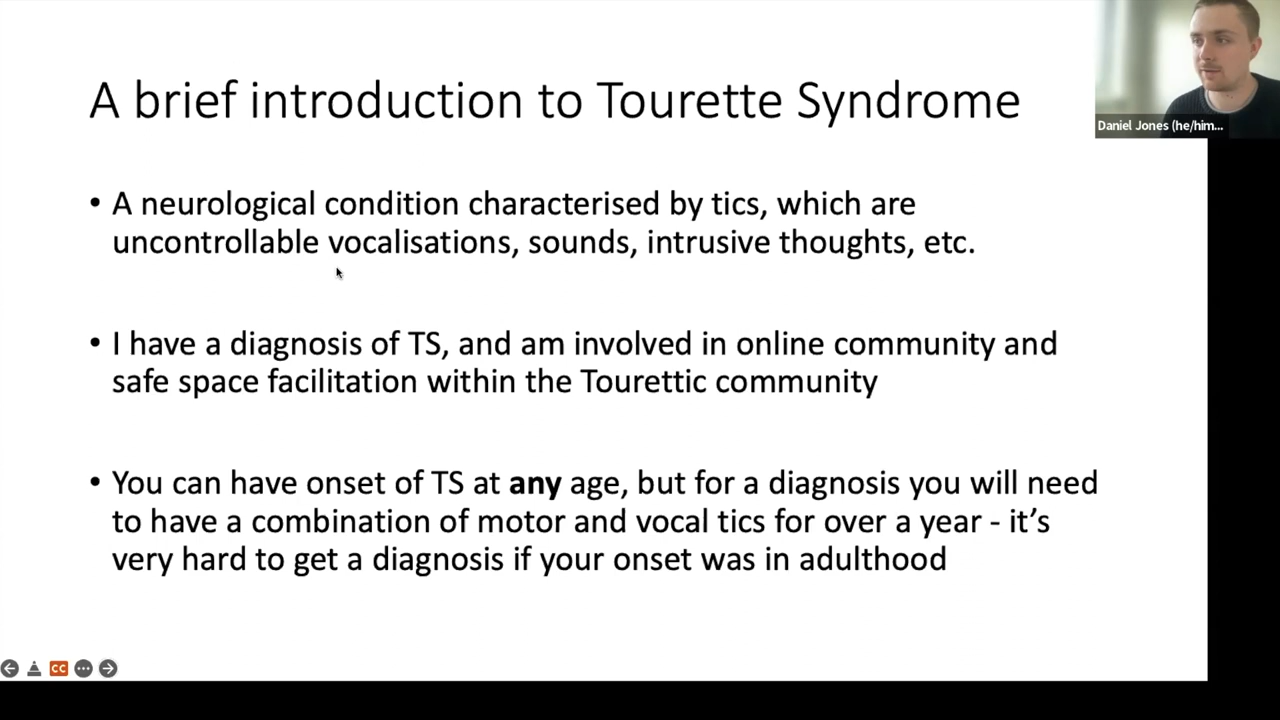 A brief introduction to Tourette Syndrome
Daniel Jones (he/him...
• A neurological condition characterised by tics, which are
uncontrollable vocalisations, sounds, intrusive thoughts, etc.
• I have a diagnosis of TS, and am involved in online community and
safe space facilitation within the Tourettic community
• You can have onset of TS at any age, but for a diagnosis you will need
to have a combination of motor and vocal tics for over a year - it’s
very hard to get a diagnosis if your onset was in adulthood
CC